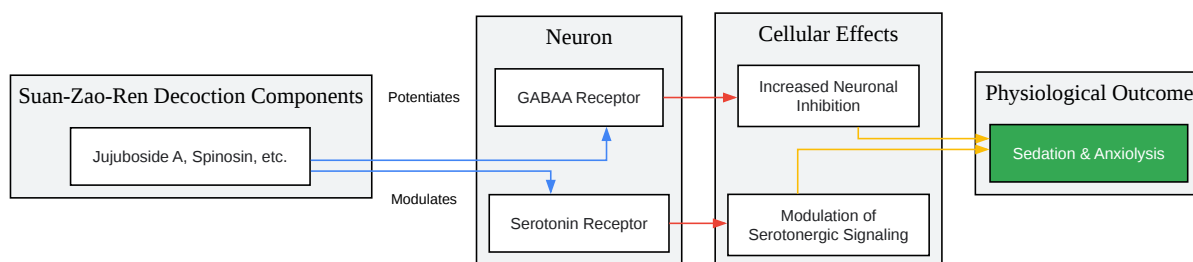 Suan-Zao-Ren Decoction Components
Jujuboside A, Spinosin, etc.
Potentiates
Modulates
Neuron
GABAA Receptor
Serotonin Receptor
Cellular Effects
Increased Neuronal
Inhibition
Modulation of
Serotonergic Signaling
Physiological Outcome
Sedation & Anxiolysis